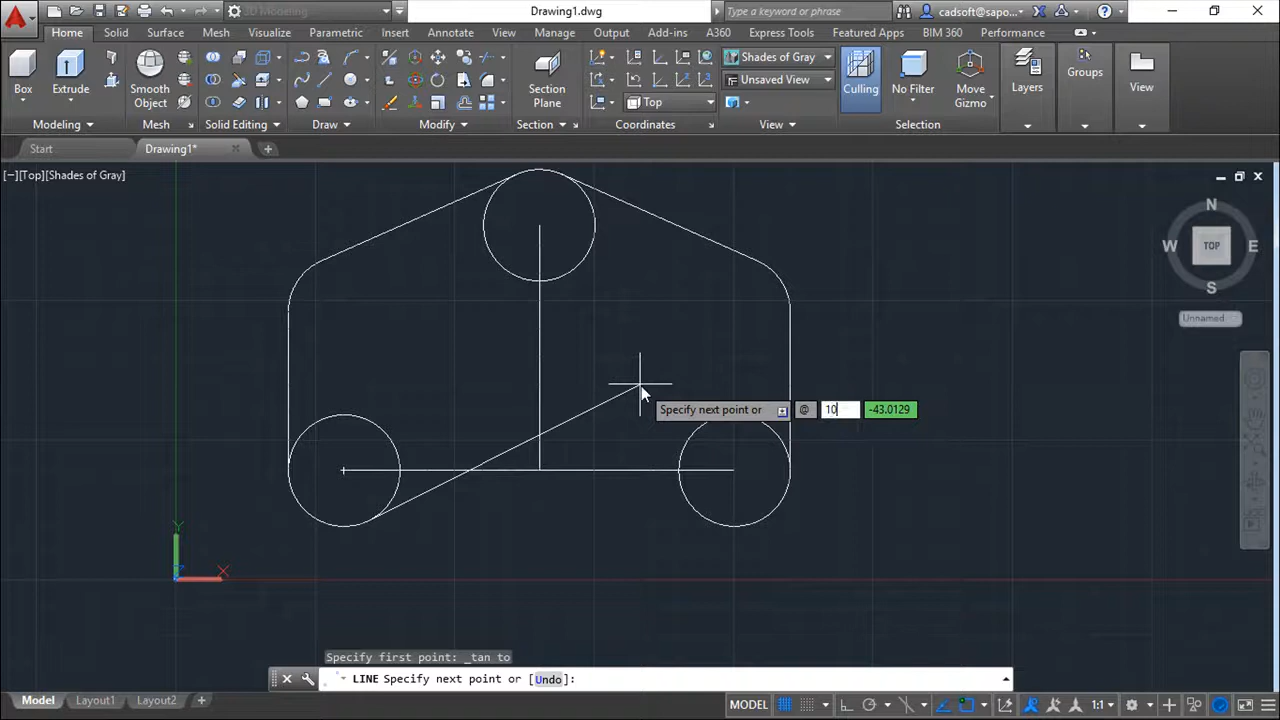 3D Modeling
Drawing1.dwg
Type a keyword or phrase
cadsoft@sapo...
Home Solid Surface Mesh Visualize Parametric Insert Annotate View Manage Output Add-ins A360 Express Tools Featured Apps BIM 360 Performance
Box
Extrude
Smooth
Object
Section
Plane
Shades of Gray
Unsaved View
Top
Culling
No Filter
Move
Gizmo
Layers
Groups
View
Modeling Mesh Solid Editing Draw Modify Section Coordinates View Selection
Start Drawing1* +
[−][Top][Shades of Gray]
N
W TOP E
S
Unnamed
Specify next point or @ 10 -43.0129
Y
X
Specify first point: _tan to
LINE Specify next point or [Undo]:
Model Layout1 Layout2 + MODEL 1:1